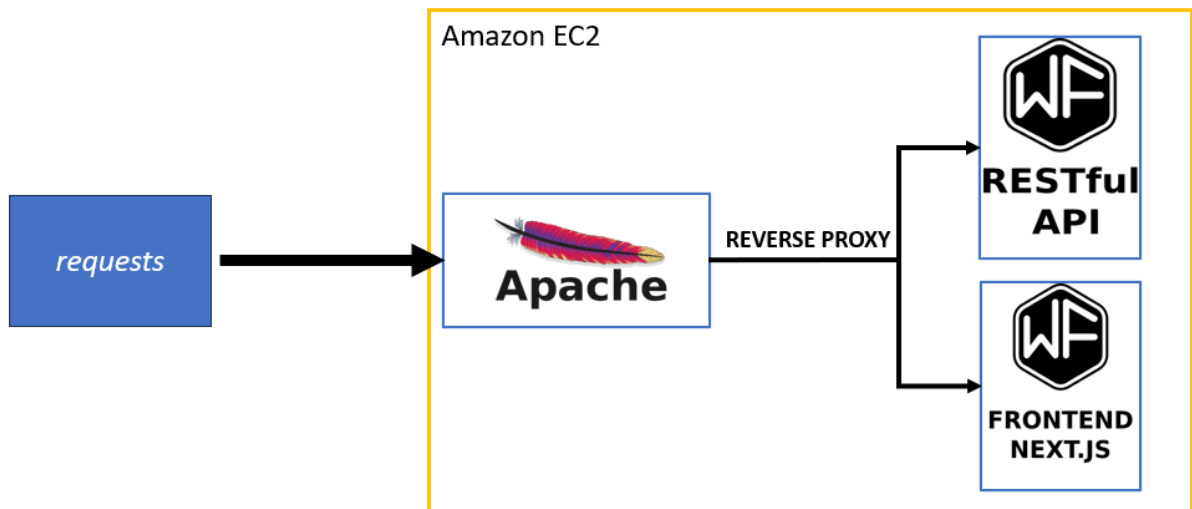 Amazon EC2
requests
Apache
REVERSE PROXY
WF
RESTful
API
WF
FRONTEND
NEXT.JS